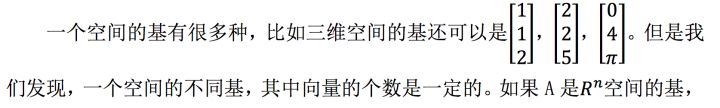 一个空间的基有很多种，比如三维空间的基还可以是[1 1 2]，[2 2 5]，[0 4 π]。但是我
们发现，一个空间的不同基，其中向量的个数是一定的。如果 A 是Rⁿ空间的基，